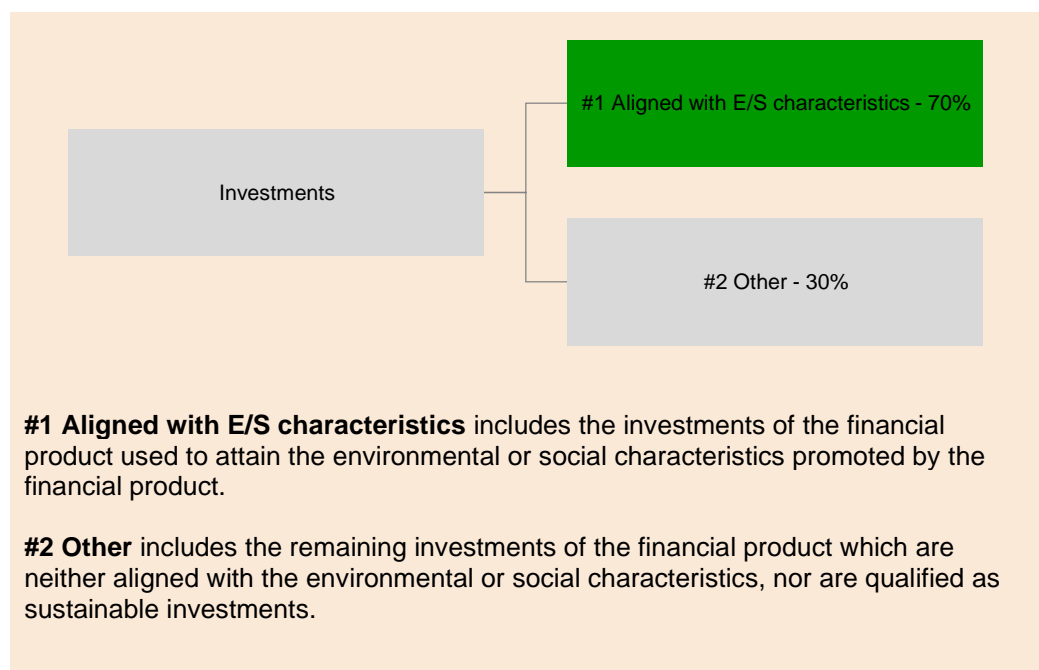 #1 Aligned with E/S characteristics - 70%
Investments
#2 Other - 30%
#1 Aligned with E/S characteristics includes the investments of the financial
product used to attain the environmental or social characteristics promoted by the
financial product.
#2 Other includes the remaining investments of the financial product which are
neither aligned with the environmental or social characteristics, nor are qualified as
sustainable investments.